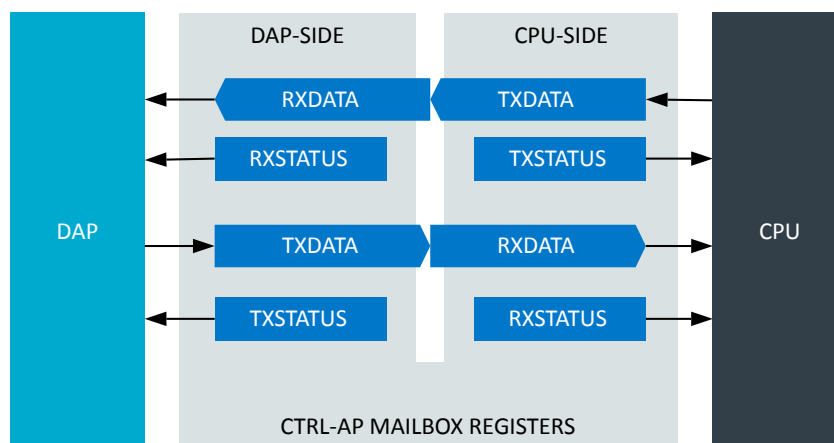 DAP-SIDE CPU-SIDE
RXDATA TXDATA
RXSTATUS TXSTATUS
DAP TXDATA RXDATA CPU
TXSTATUS RXSTATUS
CTRL-AP MAILBOX REGISTERS